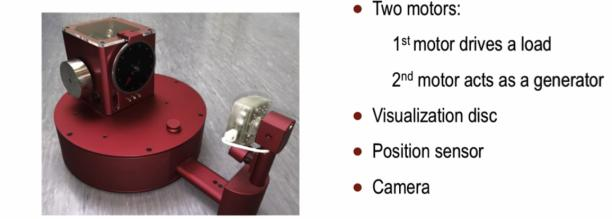 • Two motors:
1st motor drives a load
2nd motor acts as a generator
• Visualization disc
• Position sensor
• Camera